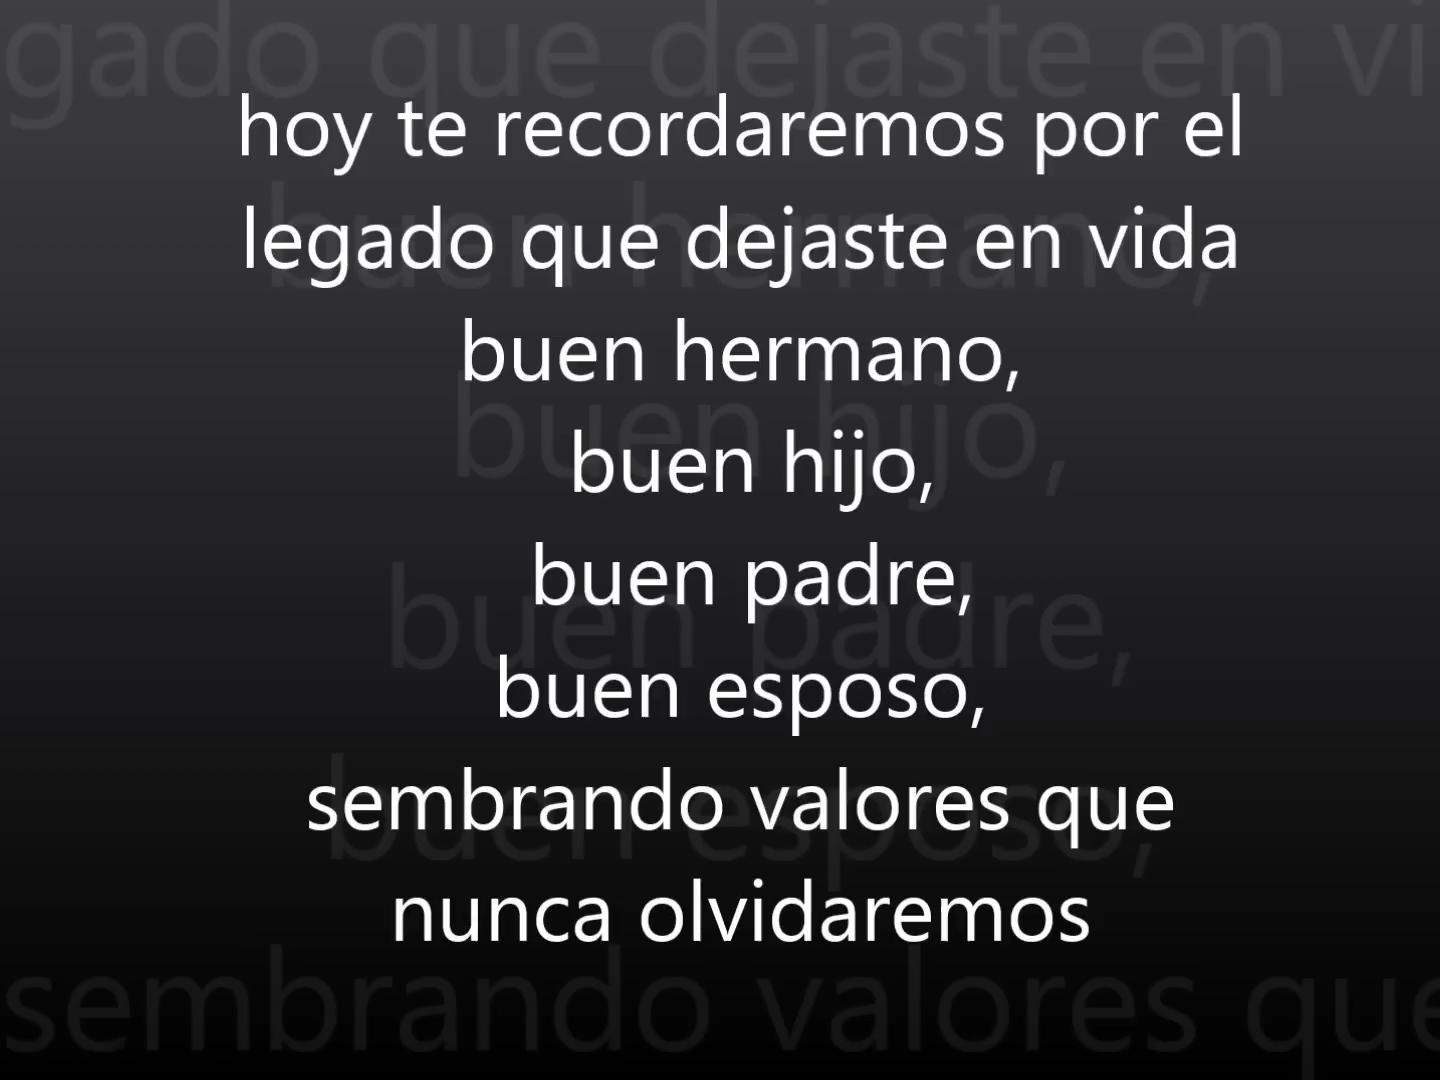 hoy te recordaremos por el
legado que dejaste en vida
buen hermano,
buen hijo,
buen padre,
buen esposo,
sembrando valores que
nunca olvidaremos